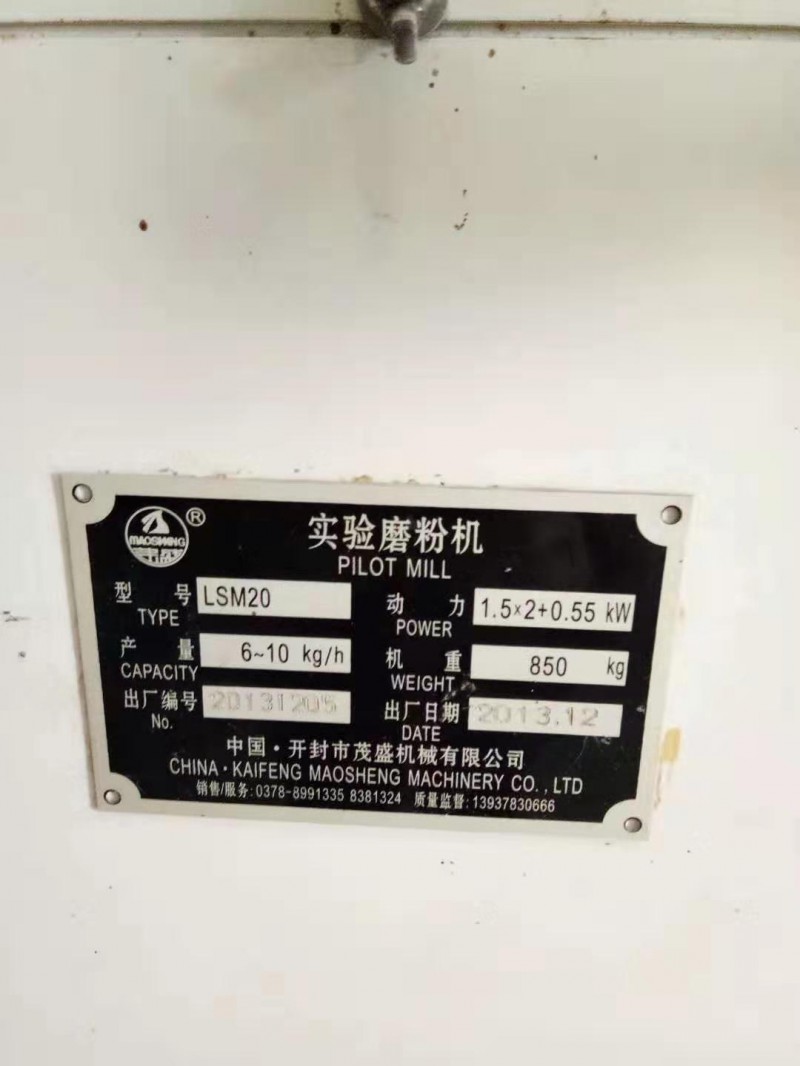 MAOSHENG
茂盛
®
实验磨粉机
PILOT MILL
型 号 LSM20 动 力 1.5×2+0.55 kW
TYPE POWER
产 量 6~10 kg/h 机 重 850 kg
CAPACITY WEIGHT
出厂编号 20131205 出厂日期 2013.12
No. DATE
中国·开封市茂盛机械有限公司
CHINA·KAIFENG MAOSHENG MACHINERY CO.,LTD
销售/服务:0378-8991335 8381324 质量监督:13937830666